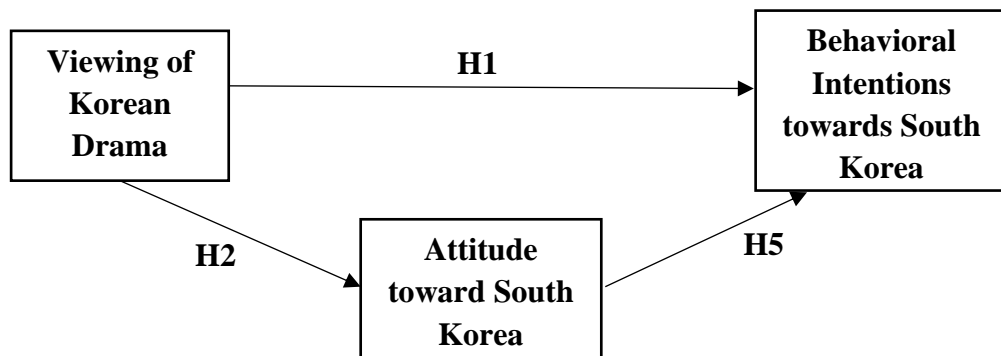 Viewing of
Korean
Drama
H1
Behavioral
Intentions
towards South
Korea
H2
Attitude
toward South
Korea
H5